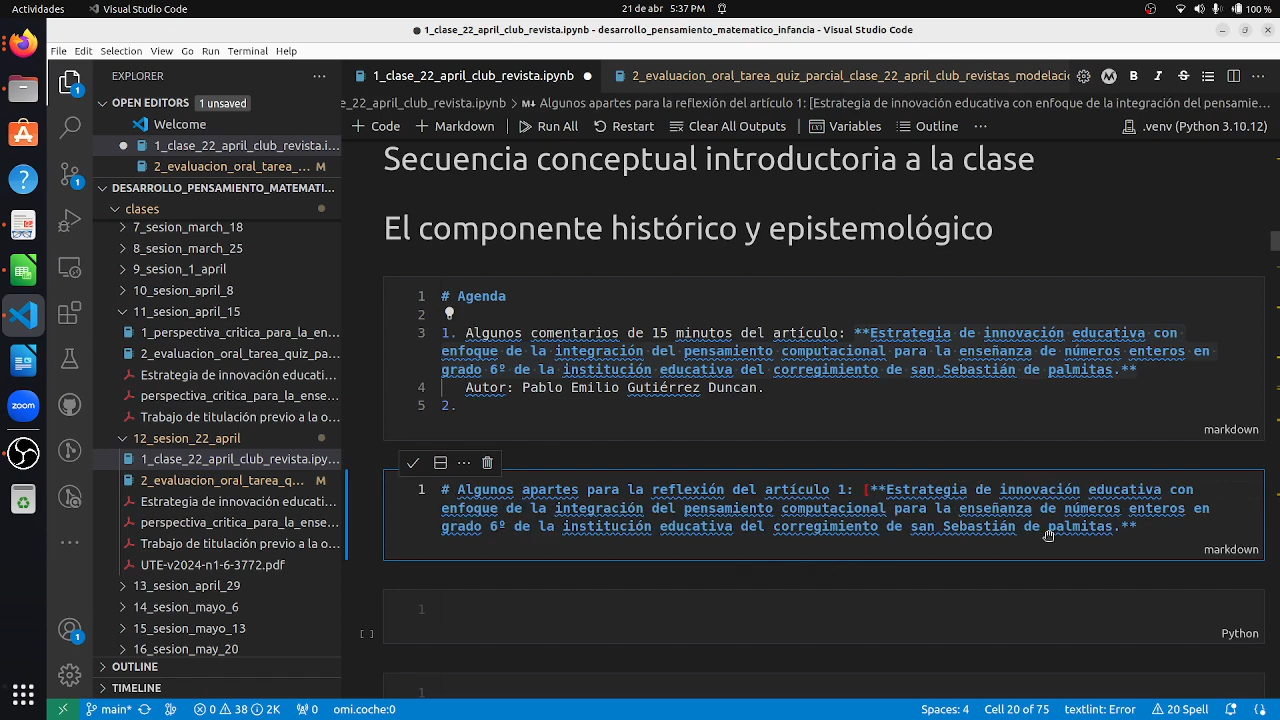 Actividades
Visual Studio Code
21 de abr 5:37 PM
100 %
1_clase_22_april_club_revista.ipynb - desarrollo_pensamiento_matematico_infancia - Visual Studio Code
File Edit Selection View Go Run Terminal Help
EXPLORER
OPEN EDITORS 1 unsaved
Welcome
1_clase_22_april_club_revista.i...
2_evaluacion_oral_tarea_... M
DESARROLLO_PENSAMIENTO_MATEMATI...
clases
7_sesion_march_18
8_sesion_march_25
9_sesion_1_april
10_sesion_april_8
11_sesion_april_15
1_perspectiva_critica_para_la_en...
2_evaluacion_oral_tarea_quiz_pa...
Estrategia de innovación educati...
perspectiva_critica_para_la_ense...
Trabajo de titulación previo a la o...
12_sesion_22_april
1_clase_22_april_club_revista.ipy...
2_evaluacion_oral_tarea_q... M
Estrategia de innovación educati...
perspectiva_critica_para_la_ense...
Trabajo de titulación previo a la o...
UTE-v2024-n1-6-3772.pdf
13_sesion_april_29
14_sesion_mayo_6
15_sesion_mayo_13
16_sesion_may_20
OUTLINE
TIMELINE
1_clase_22_april_club_revista.ipynb
2_evaluacion_oral_tarea_quiz_parcial_clase_22_april_club_revistas_modelaci
_clase_22_april_club_revista.ipynb > Algunos apartes para la reflexión del artículo 1: [Estrategia de innovación educativa con enfoque de la integración del pensamie...
+ Code + Markdown Run All Restart Clear All Outputs Variables Outline ... .venv (Python 3.10.12)
Secuencia conceptual introductoria a la clase
El componente histórico y epistemológico
1 # Agenda
2
3 1. Algunos comentarios de 15 minutos del artículo: **Estrategia de innovación educativa con
enfoque de la integración del pensamiento computacional para la enseñanza de números enteros en
grado 6º de la institución educativa del corregimiento de san Sebastián de palmitas.**
4 Autor: Pablo Emilio Gutiérrez Duncan.
5 2.
markdown
1 # Algunos apartes para la reflexión del artículo 1: [**Estrategia de innovación educativa con
enfoque de la integración del pensamiento computacional para la enseñanza de números enteros en
grado 6º de la institución educativa del corregimiento de san Sebastián de palmitas.**
markdown
1
[ ]
Python
1
main* 0 38 2K 0 omi.coche:0 Spaces: 4 Cell 20 of 75 textlint: Error 20 Spell